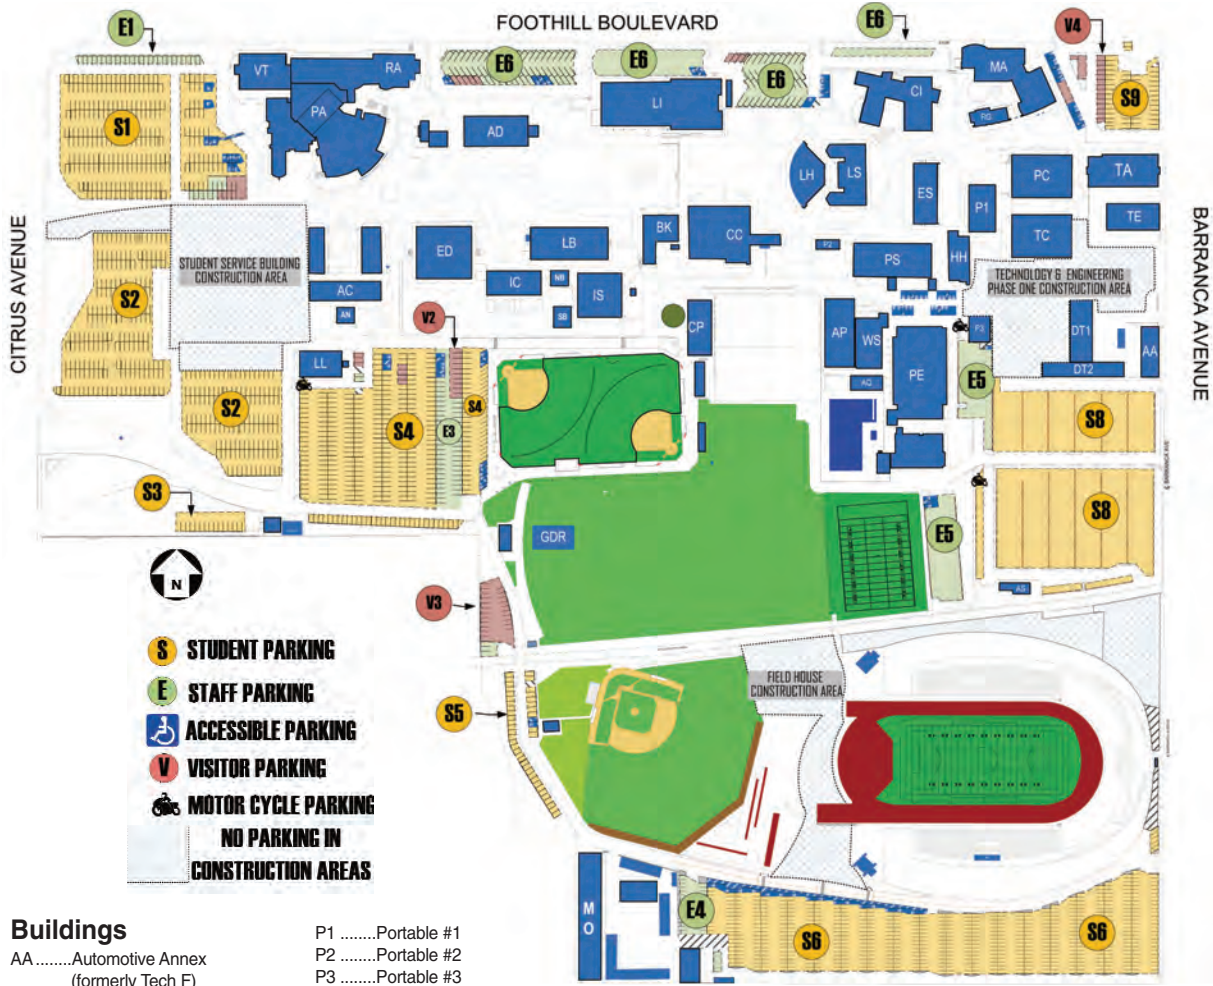 FOOTHILL BOULEVARD
E1
E6
V4
VT
RA
E6
E6
E6
MA
S9
PA
LI
CI
S1
AD
RG
LH
LS
ES
PC
TA
P1
TE
CITRUS AVENUE
BARRANCA AVENUE
BK
CC
TC
ED
LB
P2
PS
HH
STUDENT SERVICE BUILDING
CONSTRUCTION AREA
TECHNOLOGY & ENGINEERING
PHASE ONE CONSTRUCTION AREA
IC
NB
IS
SB
AC
AN
S2
V2
CP
AP
WS
P3
DT1
AA
LL
PE
DT2
AQ
E5
S2
S4
E3
S4
S8
S3
S8
E5
GDR
N
V3
AS
S STUDENT PARKING
E STAFF PARKING
ACCESSIBLE PARKING
V VISITOR PARKING
MOTOR CYCLE PARKING
NO PARKING IN
CONSTRUCTION AREAS
FIELD HOUSE
CONSTRUCTION AREA
S5
MO
E4
S6
S6
Buildings
AA ........Automotive Annex
(formerly Tech F)
P1 ........Portable #1
P2 ........Portable #2
P3 ........Portable #3